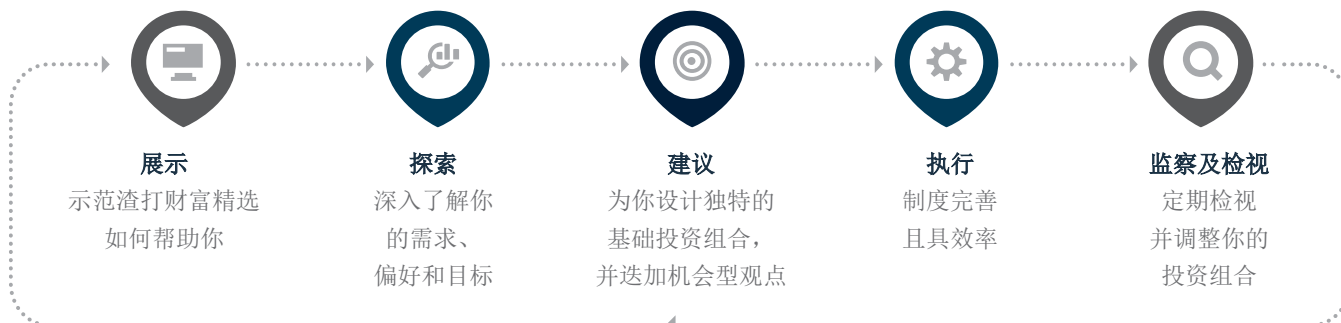 展示
示范渣打财富精选
如何帮助你
探索
深入了解你
的需求、
偏好和目标
建议
为你设计独特的
基础投资组合，
并迭加机会型观点
执行
制度完善
且具效率
监察及检视
定期检视
并调整你的
投资组合